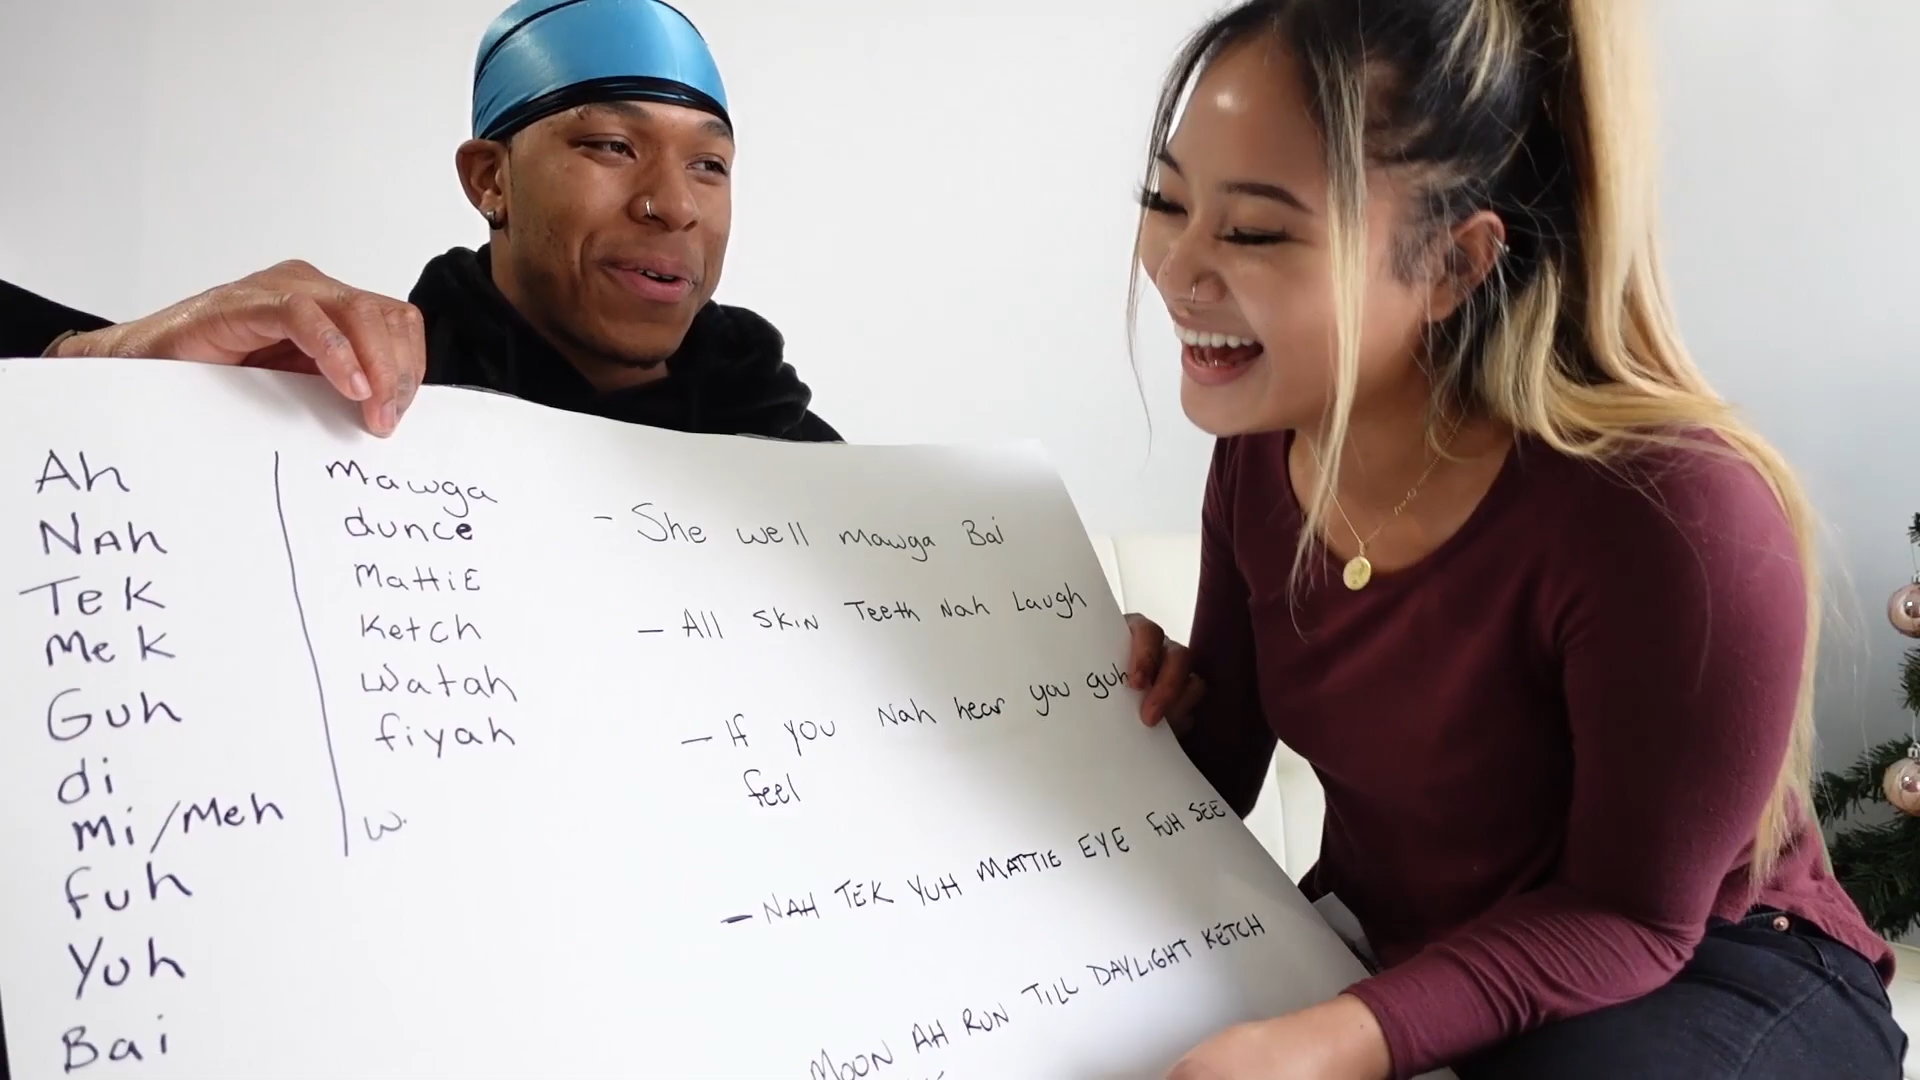 Ah
NAh
TeK
MeK
Guh
di
Mi/Meh
fuh
Yuh
Bai
Mawga
dunce
MattiE
Ketch
Watah
fiyah
W.
- She well Mawga Bai
- All SKiN Teeth Nah Laugh
- If you Nah hear you guh
feel
- NAH TEK YUH MATTIE EYE FUH SEE
MOON AH RUN TILL DAYLIGHT KETCH